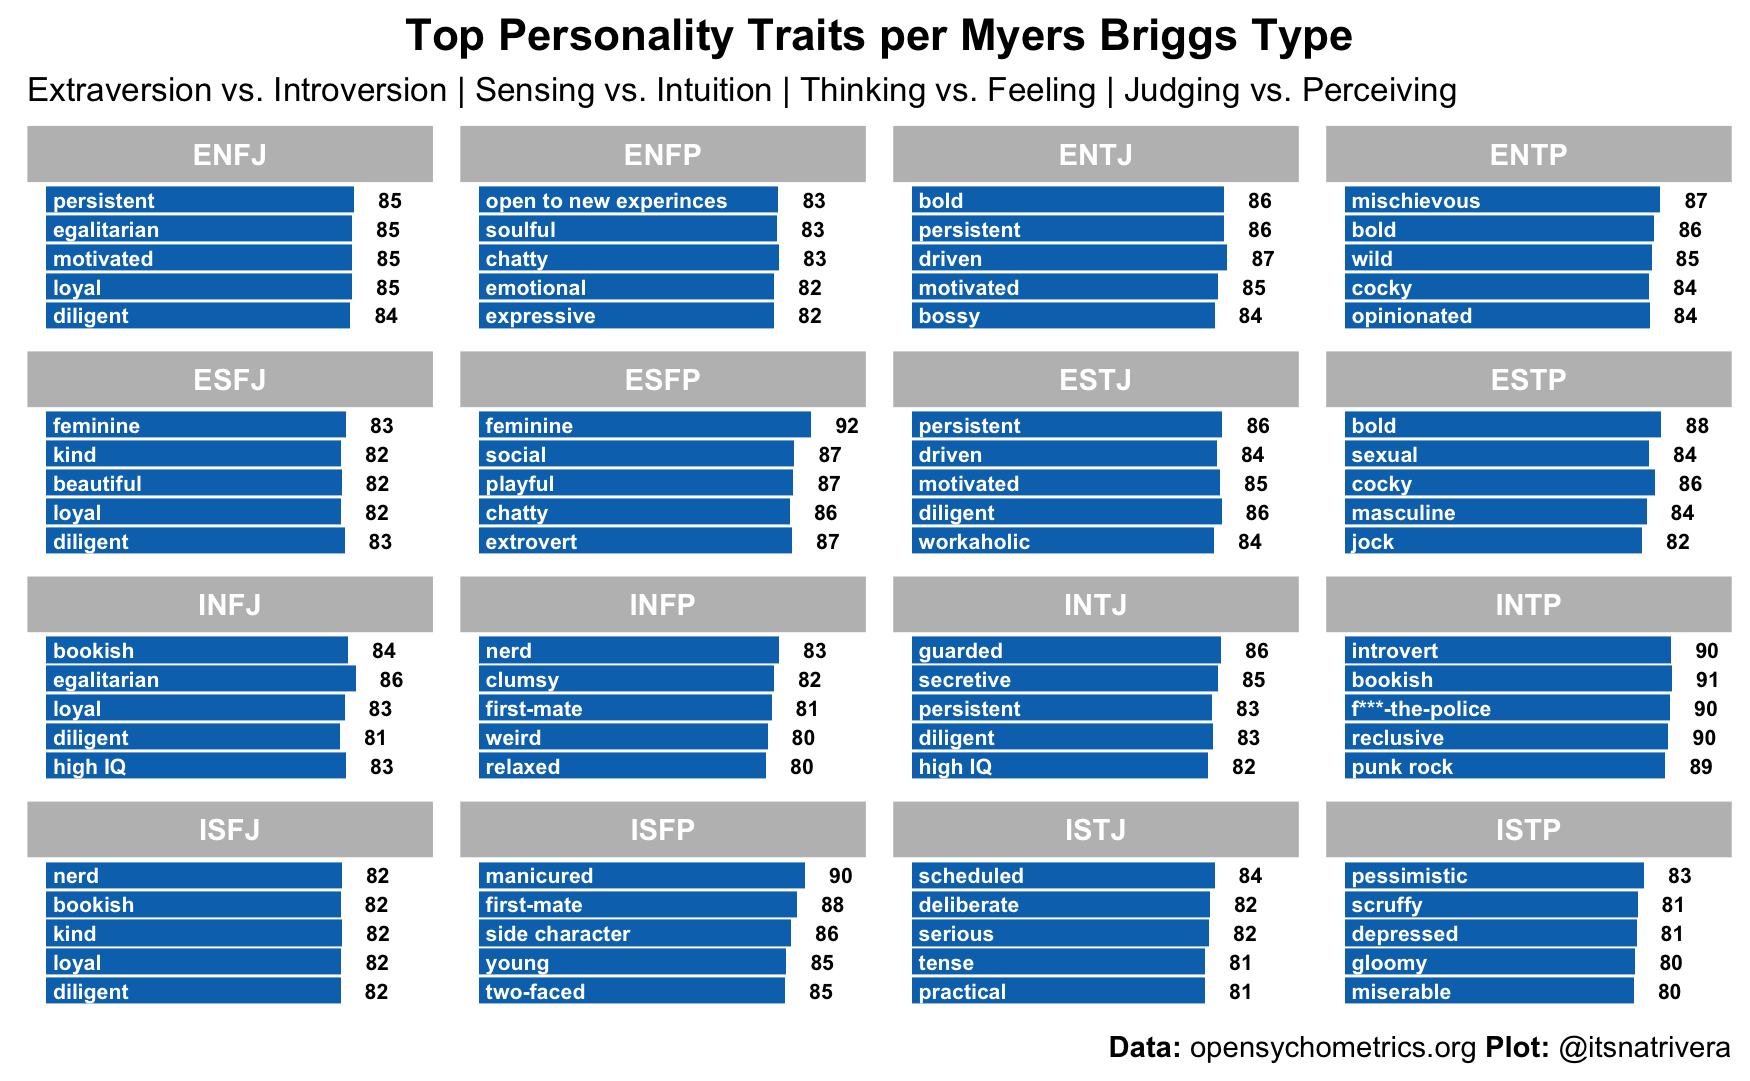 Top Personality Traits per Myers Briggs Type
Extraversion vs. Introversion | Sensing vs. Intuition | Thinking vs. Feeling | Judging vs. Perceiving
ENFJ
persistent 85
egalitarian 85
motivated 85
loyal 85
diligent 84
ENFP
open to new experinces 83
soulful 83
chatty 83
emotional 82
expressive 82
ENTJ
bold 86
persistent 86
driven 87
motivated 85
bossy 84
ENTP
mischievous 87
bold 86
wild 85
cocky 84
opinionated 84
ESFJ
feminine 83
kind 82
beautiful 82
loyal 82
diligent 83
ESFP
feminine 92
social 87
playful 87
chatty 86
extrovert 87
ESTJ
persistent 86
driven 84
motivated 85
diligent 86
workaholic 84
ESTP
bold 88
sexual 84
cocky 86
masculine 84
jock 82
INFJ
bookish 84
egalitarian 86
loyal 83
diligent 81
high IQ 83
INFP
nerd 83
clumsy 82
first-mate 81
weird 80
relaxed 80
INTJ
guarded 86
secretive 85
persistent 83
diligent 83
high IQ 82
INTP
introvert 90
bookish 91
f***-the-police 90
reclusive 90
punk rock 89
ISFJ
nerd 82
bookish 82
kind 82
loyal 82
diligent 82
ISFP
manicured 90
first-mate 88
side character 86
young 85
two-faced 85
ISTJ
scheduled 84
deliberate 82
serious 82
tense 81
practical 81
ISTP
pessimistic 83
scruffy 81
depressed 81
gloomy 80
miserable 80
Data: opensychometrics.org Plot: @itsnatrivera